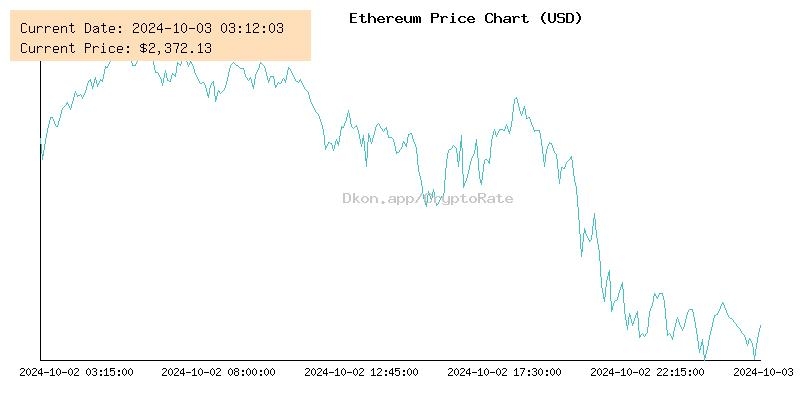 Ethereum Price Chart (USD)
Current Date: 2024-10-03 03:12:03
Current Price: $2,372.13
Dkon.app/CryptoRate
2024-10-02 03:15:00 2024-10-02 08:00:00 2024-10-02 12:45:00 2024-10-02 17:30:00 2024-10-02 22:15:00 2024-10-03